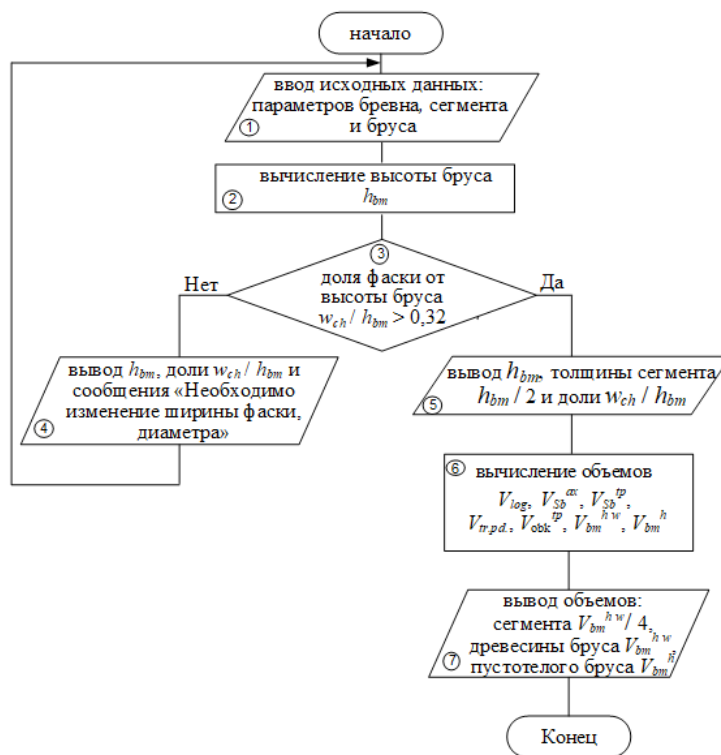 начало
ввод исходных данных:
параметров бревна, сегмента
и бруса
1
вычисление высоты бруса
h_bm
2
3
доля фаски от
высоты бруса
w_ch / h_bm > 0,32
Нет
Да
вывод h_bm, доли w_ch / h_bm и
сообщения «Необходимо
изменение ширины фаски,
диаметра»
4
вывод h_bm, толщины сегмента
h_bm / 2 и доли w_ch / h_bm
5
6
вычисление объемов
V_log, V_Sb^ax, V_Sb^tp,
V_tr.pd., V_obk^tp, V_bm^h w, V_bm^h
вывод объемов:
сегмента V_bm^h w / 4,
древесины бруса V_bm^h w,
пустотелого бруса V_bm^h
7
Конец